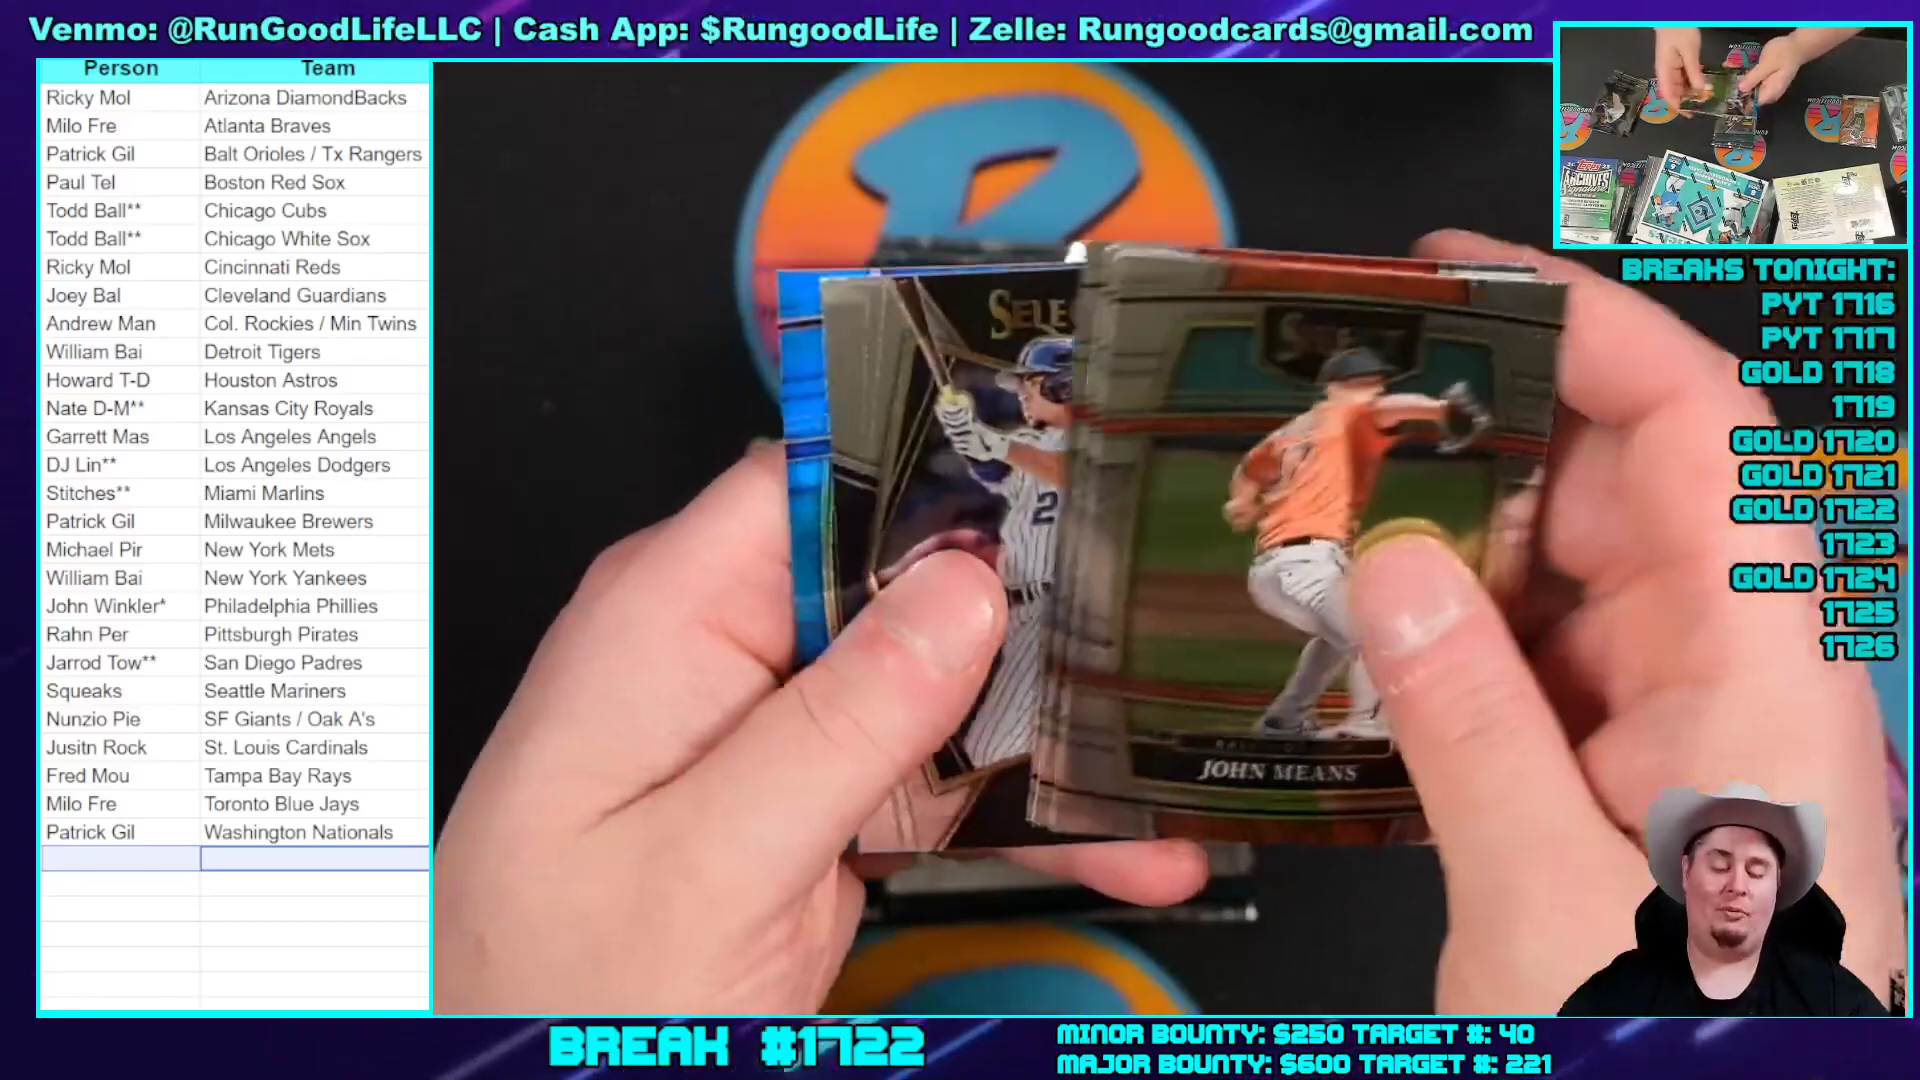 Venmo: @RunGoodLifeLLC | Cash App: $RungoodLife | Zelle: Rungoodcards@gmail.com
Person Team
Ricky Mol Arizona DiamondBacks
Milo Fre Atlanta Braves
Patrick Gil Balt Orioles / Tx Rangers
Paul Tel Boston Red Sox
Todd Ball** Chicago Cubs
Todd Ball** Chicago White Sox
Ricky Mol Cincinnati Reds
Joey Bal Cleveland Guardians
Andrew Man Col. Rockies / Min Twins
William Bai Detroit Tigers
Howard T-D Houston Astros
Nate D-M** Kansas City Royals
Garrett Mas Los Angeles Angels
DJ Lin** Los Angeles Dodgers
Stitches** Miami Marlins
Patrick Gil Milwaukee Brewers
Michael Pir New York Mets
William Bai New York Yankees
John Winkler* Philadelphia Phillies
Rahn Per Pittsburgh Pirates
Jarrod Tow** San Diego Padres
Squeaks Seattle Mariners
Nunzio Pie SF Giants / Oak A's
Jusitn Rock St. Louis Cardinals
Fred Mou Tampa Bay Rays
Milo Fre Toronto Blue Jays
Patrick Gil Washington Nationals
SELEC
2
SELECT
JOHN MEANS
Topps
ARCHIVES
BREAKS TONIGHT:
PYT 1716
PYT 1717
GOLD 1718
1719
GOLD 1720
GOLD 1721
GOLD 1722
1723
GOLD 1724
1725
1726
BREAK #1722
MINOR BOUNTY: $250 TARGET #: 40
MAJOR BOUNTY: $600 TARGET #: 221